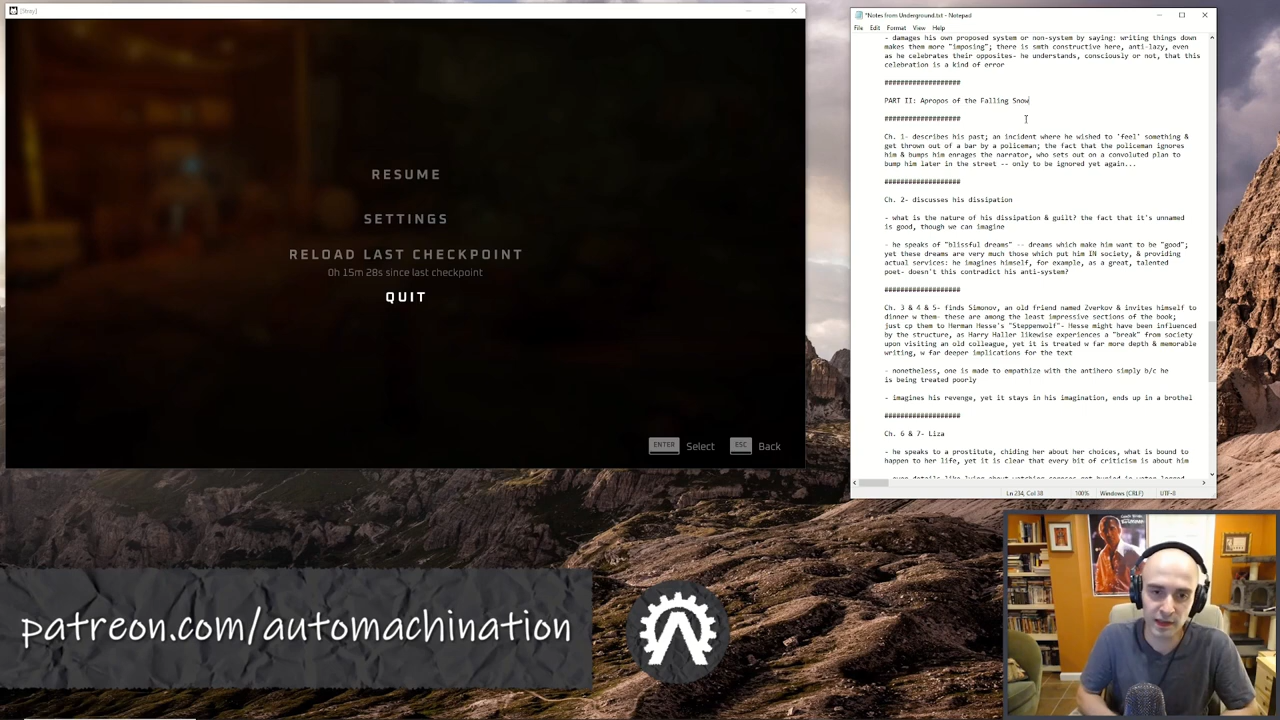 [Stray]
RESUME
SETTINGS
RELOAD LAST CHECKPOINT
0h 15m 28s since last checkpoint
QUIT
ENTER Select ESC Back
*Notes from Underground.txt - Notepad
File Edit Format View Help
- damages his own proposed system or non-system by saying: writing things down
makes them more "imposing"; there is smth constructive here, anti-lazy, even
as he celebrates their opposites- he understands, consciously or not, that this
celebration is a kind of error
###################
PART II: Apropos of the Falling Snow
###################
Ch. 1- describes his past; an incident where he wished to 'feel' something &
get thrown out of a bar by a policeman; the fact that the policeman ignores
him & bumps him enrages the narrator, who sets out on a convoluted plan to
bump him later in the street -- only to be ignored yet again...
###################
Ch. 2- discusses his dissipation
- what is the nature of his dissipation & guilt? the fact that it's unnamed
is good, though we can imagine
- he speaks of "blissful dreams" -- dreams which make him want to be "good";
yet these dreams are very much those which put him IN society, & providing
actual services: he imagines himself, for example, as a great, talented
poet- doesn't this contradict his anti-system?
###################
Ch. 3 & 4 & 5- finds Simonov, an old friend named Zverkov & invites himself to
dinner w them- these are among the least impressive sections of the book;
just cp them to Herman Hesse's "Steppenwolf"- Hesse might have been influenced
by the structure, as Harry Haller likewise experiences a "break" from society
upon visiting an old colleague, yet it is treated w far more depth & memorable
writing, w far deeper implications for the text
- nonetheless, one is made to empathize with the antihero simply b/c he
is being treated poorly
- imagines his revenge, yet it stays in his imagination, ends up in a brothel
###################
Ch. 6 & 7- Liza
- he speaks to a prostitute, chiding her about her choices, what is bound to
happen to her life, yet it is clear that every bit of criticism is about him
Ln 234, Col 38 100% Windows (CRLF) UTF-8
patreon.com/automachination